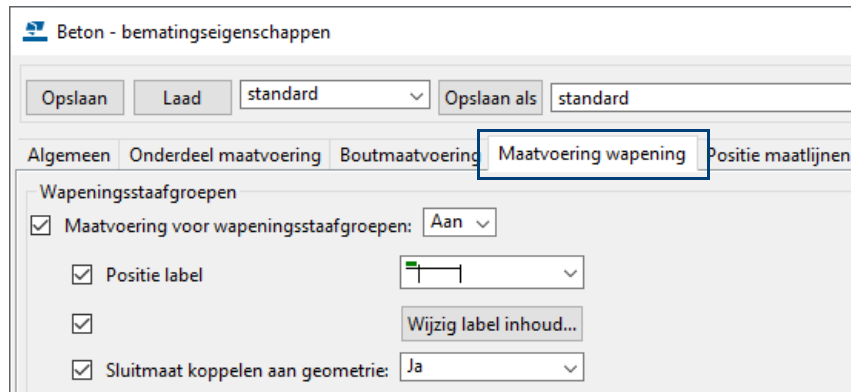 Beton - bematingseigenschappen
Opslaan Laad standard Opslaan als standard
Algemeen Onderdeel maatvoering Boutmaatvoering Maatvoering wapening Positie maatlijnen
Wapeningsstaafgroepen
Maatvoering voor wapeningsstaafgroepen: Aan
Positie label
Wijzig label inhoud...
Sluitmaat koppelen aan geometrie: Ja